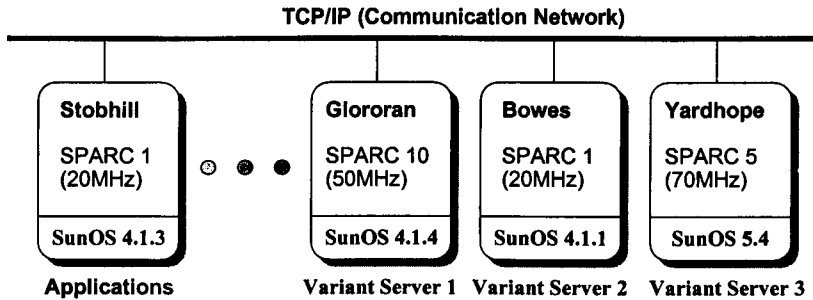 TCP/IP (Communication Network)
Stobhill
SPARC 1
(20MHz)
SunOS 4.1.3
Applications
Glororan
SPARC 10
(50MHz)
SunOS 4.1.4
Variant Server 1
Bowes
SPARC 1
(20MHz)
SunOS 4.1.1
Variant Server 2
Yardhope
SPARC 5
(70MHz)
SunOS 5.4
Variant Server 3